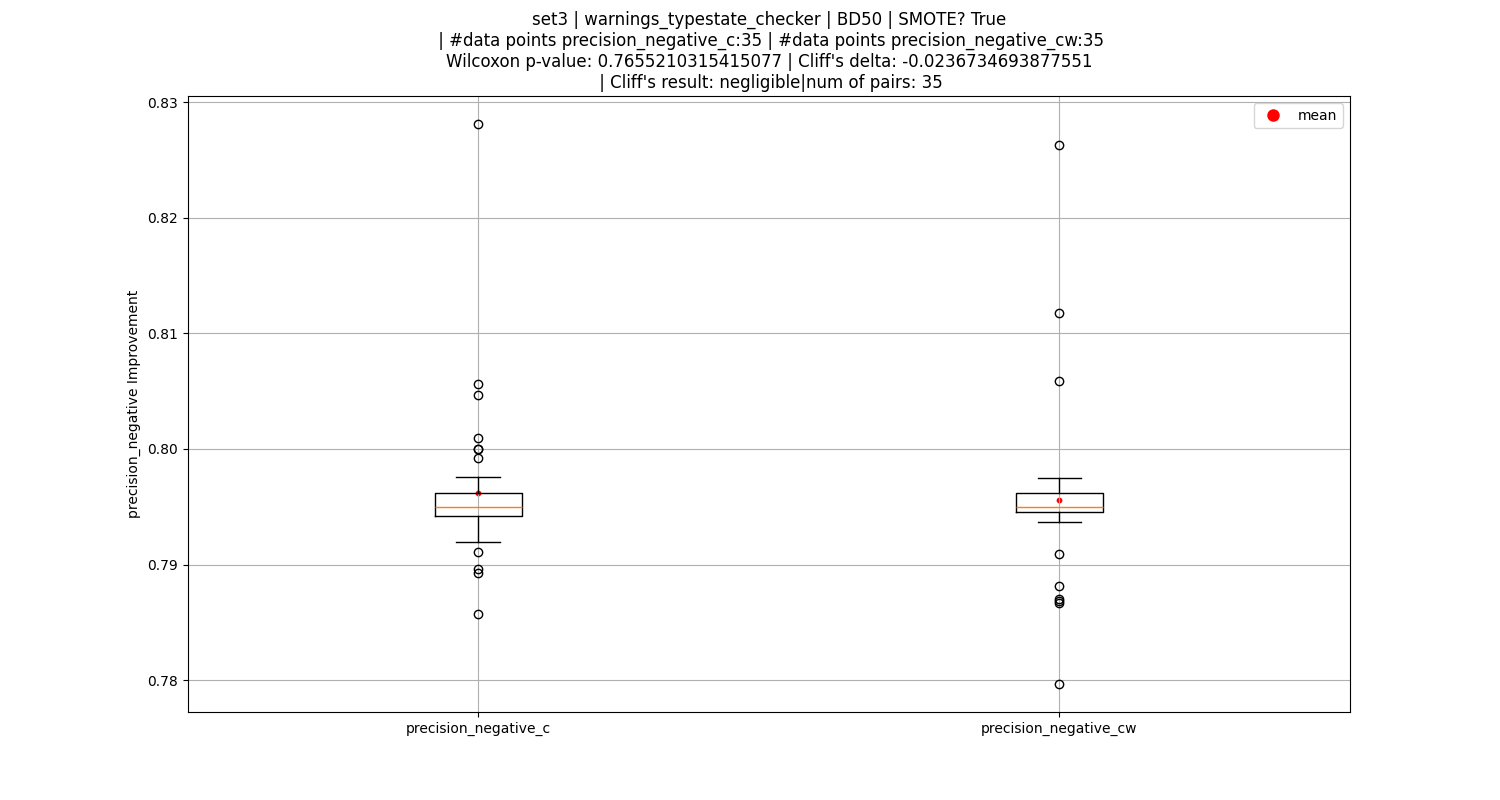 set3 | warnings_typestate_checker | BD50 | SMOTE? True
| #data points precision_negative_c:35 | #data points precision_negative_cw:35
Wilcoxon p-value: 0.7655210315415077 | Cliff's delta: -0.0236734693877551
| Cliff's result: negligible|num of pairs: 35
mean
precision_negative Improvement
0.83
0.82
0.81
0.80
0.79
0.78
precision_negative_c
precision_negative_cw